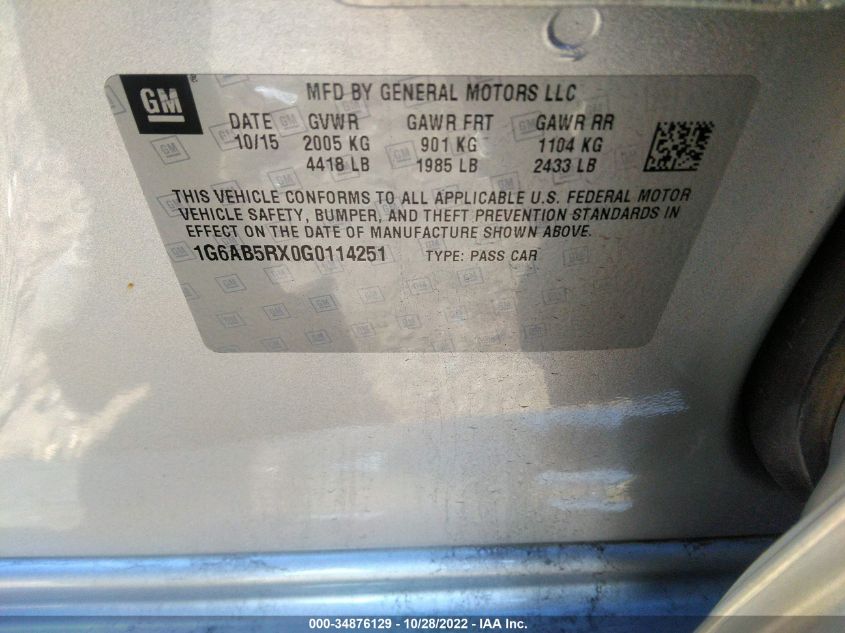 GM
MFD BY GENERAL MOTORS LLC
DATE GVWR GAWR FRT GAWR RR
10/15 2005 KG 901 KG 1104 KG
4418 LB 1985 LB 2433 LB
THIS VEHICLE CONFORMS TO ALL APPLICABLE U.S. FEDERAL MOTOR
VEHICLE SAFETY, BUMPER, AND THEFT PREVENTION STANDARDS IN
EFFECT ON THE DATE OF MANUFACTURE SHOWN ABOVE.
1G6AB5RX0G0114251 TYPE: PASS CAR
000-34876129 - 10/28/2022 - IAA Inc.